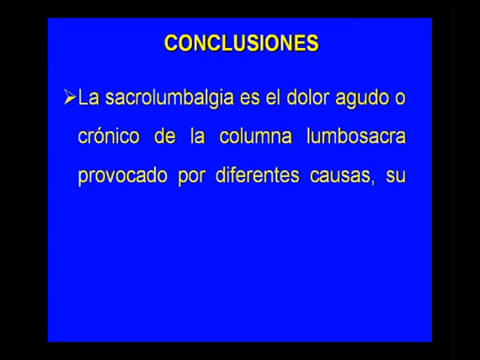 CONCLUSIONES
➢La sacrolumbalgia es el dolor agudo o
crónico de la columna lumbosacra
provocado por diferentes causas, su